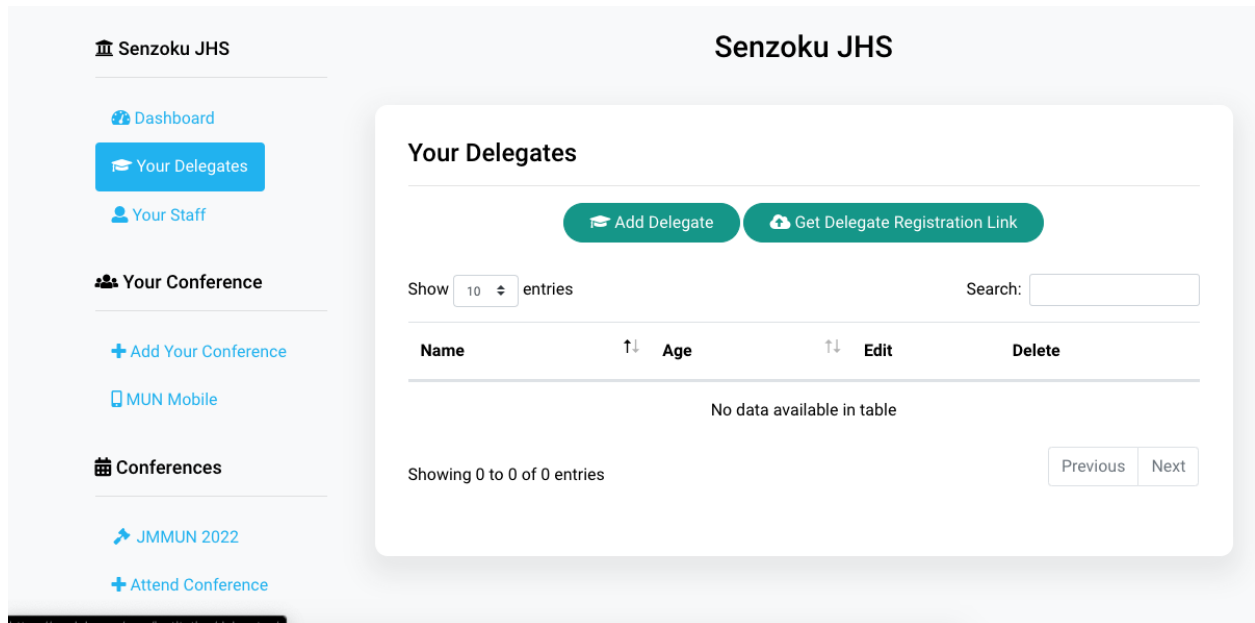 Senzoku JHS
Dashboard
Your Delegates
Your Staff
Your Conference
Add Your Conference
MUN Mobile
Conferences
JMMUN 2022
Attend Conference
Senzoku JHS
Your Delegates
Add Delegate Get Delegate Registration Link
Show 10 entries Search:
Name Age Edit Delete
No data available in table
Showing 0 to 0 of 0 entries Previous Next